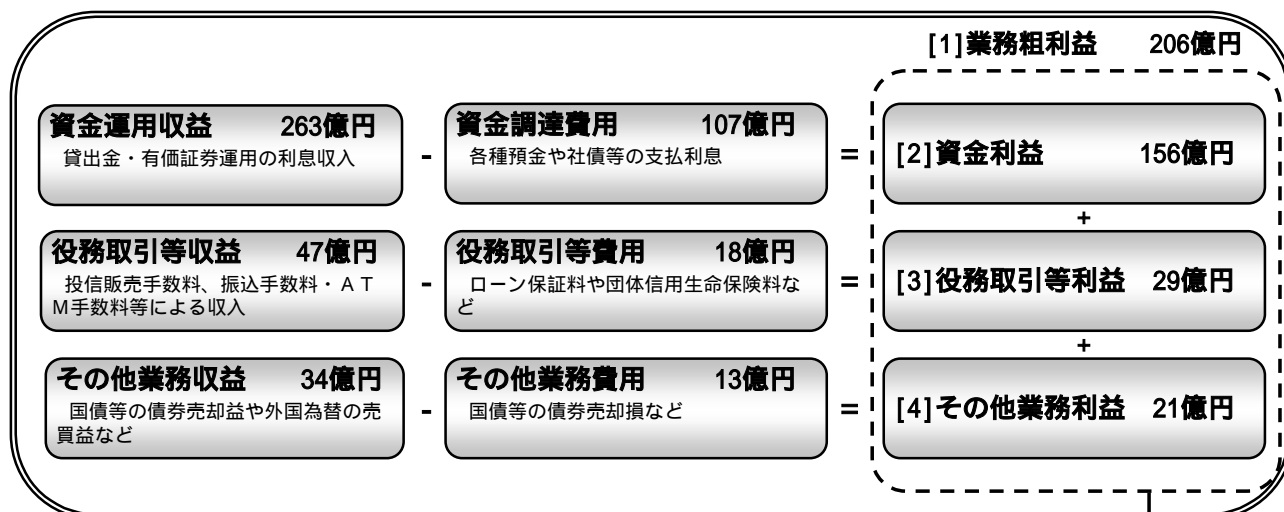 [1]業務粗利益 206億円
資金運用収益 263億円
貸出金・有価証券運用の利息収入
-
資金調達費用 107億円
各種預金や社債等の支払利息
=
[2]資金利益 156億円
+
役務取引等収益 47億円
投信販売手数料、振込手数料・ＡＴ
Ｍ手数料等による収入
-
役務取引等費用 18億円
ローン保証料や団体信用生命保険料な
ど
=
[3]役務取引等利益 29億円
+
その他業務収益 34億円
国債等の債券売却益や外国為替の売
買益など
-
その他業務費用 13億円
国債等の債券売却損など
=
[4]その他業務利益 21億円